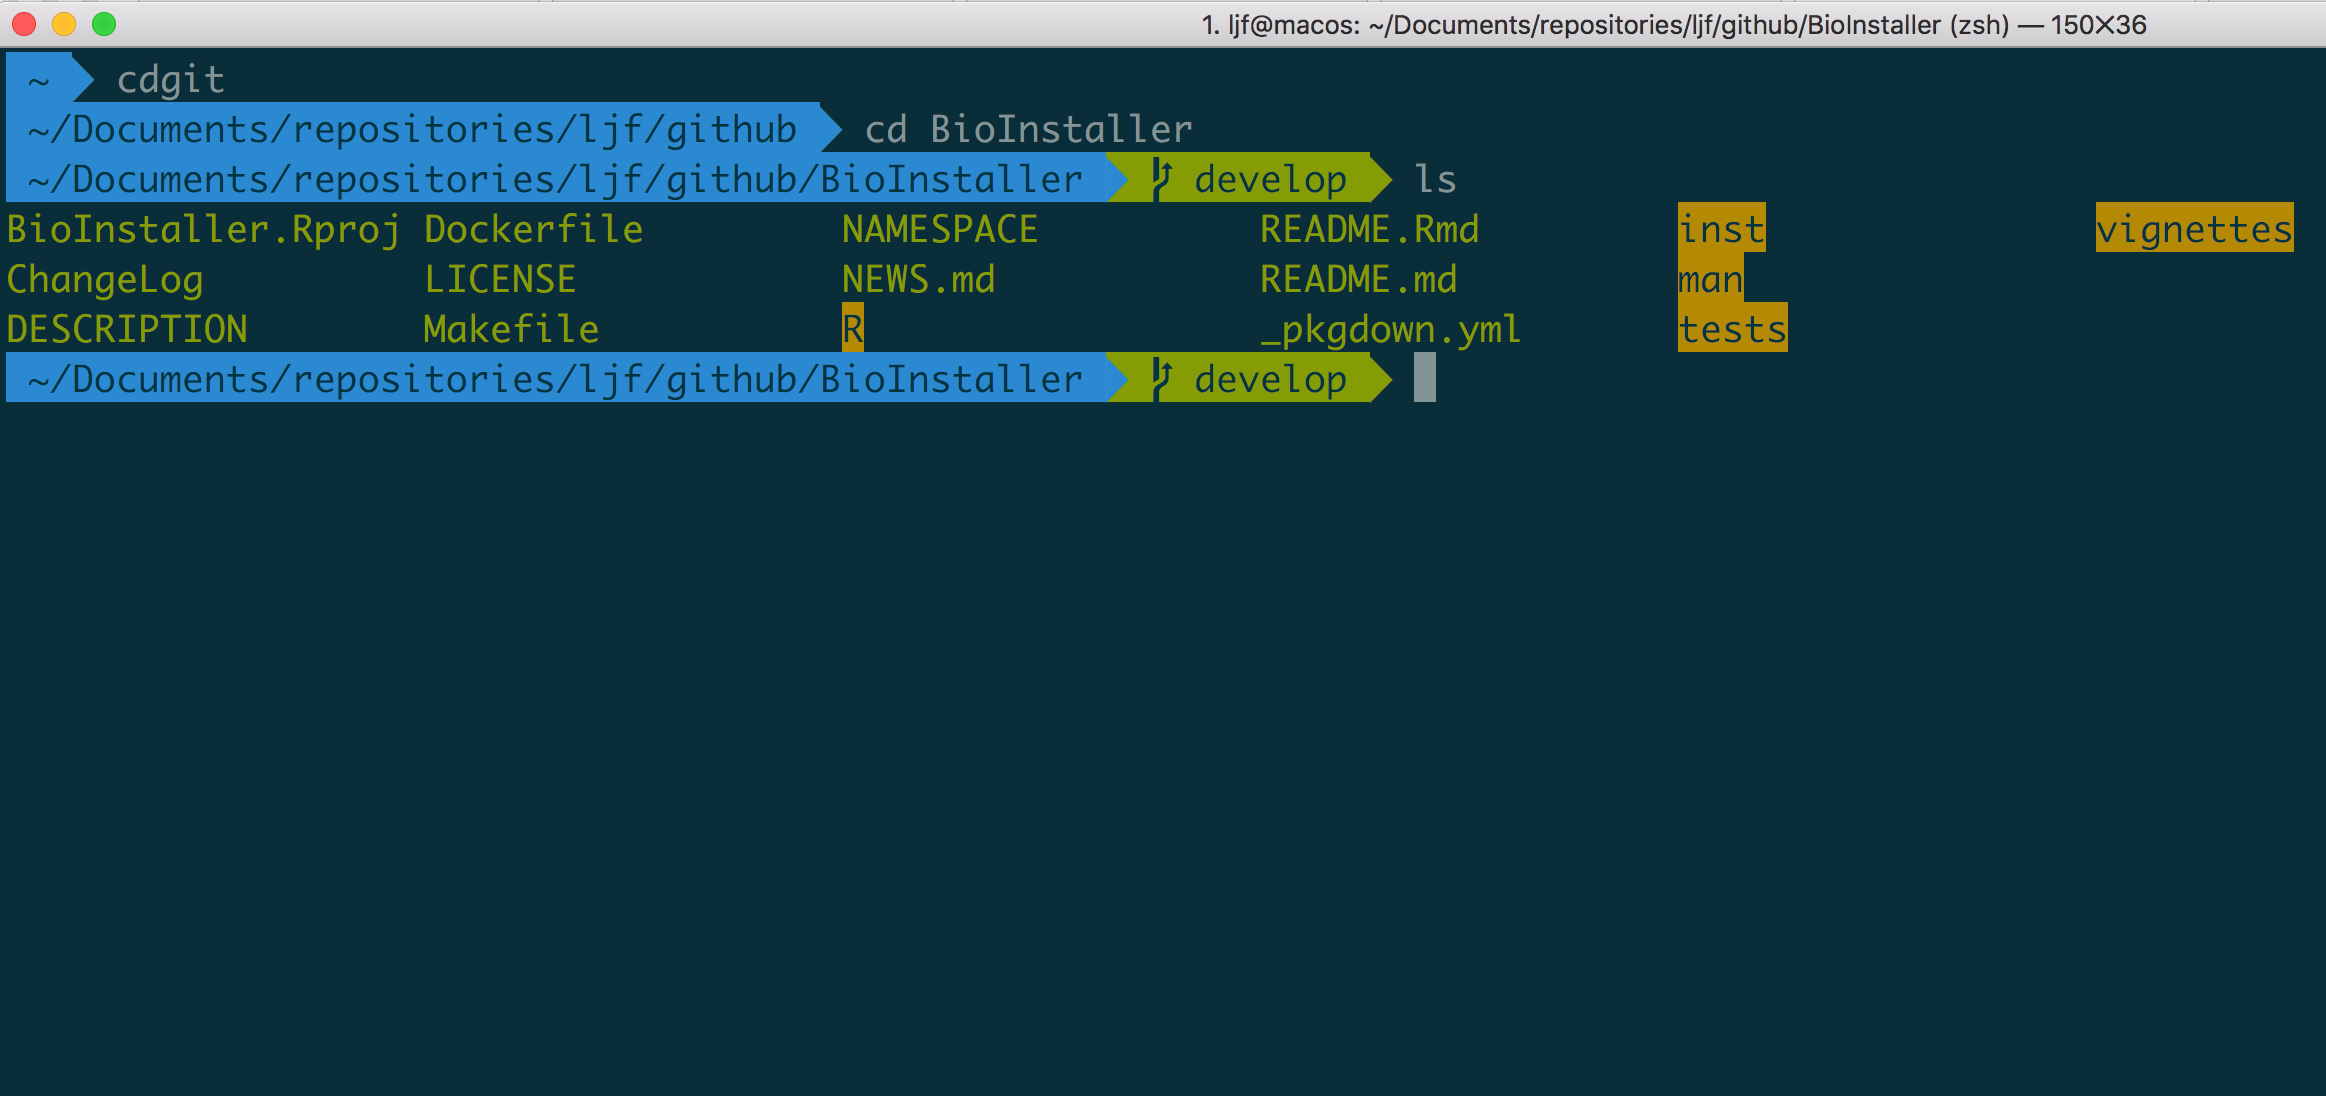 1. ljf@macos: ~/Documents/repositories/ljf/github/BioInstaller (zsh) — 150✕36
~ cdgit
~/Documents/repositories/ljf/github cd BioInstaller
~/Documents/repositories/ljf/github/BioInstaller develop ls
BioInstaller.Rproj Dockerfile NAMESPACE README.Rmd inst vignettes
ChangeLog LICENSE NEWS.md README.md man
DESCRIPTION Makefile R _pkgdown.yml tests
~/Documents/repositories/ljf/github/BioInstaller develop